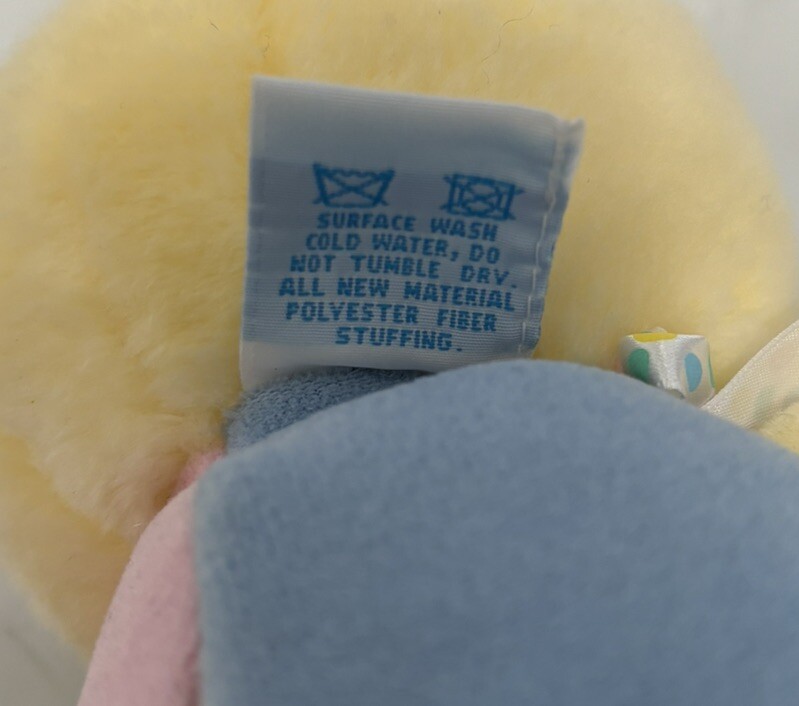 SURFACE WASH
COLD WATER, DO
NOT TUMBLE DRY.
ALL NEW MATERIAL
POLYESTER FIBER
STUFFING.